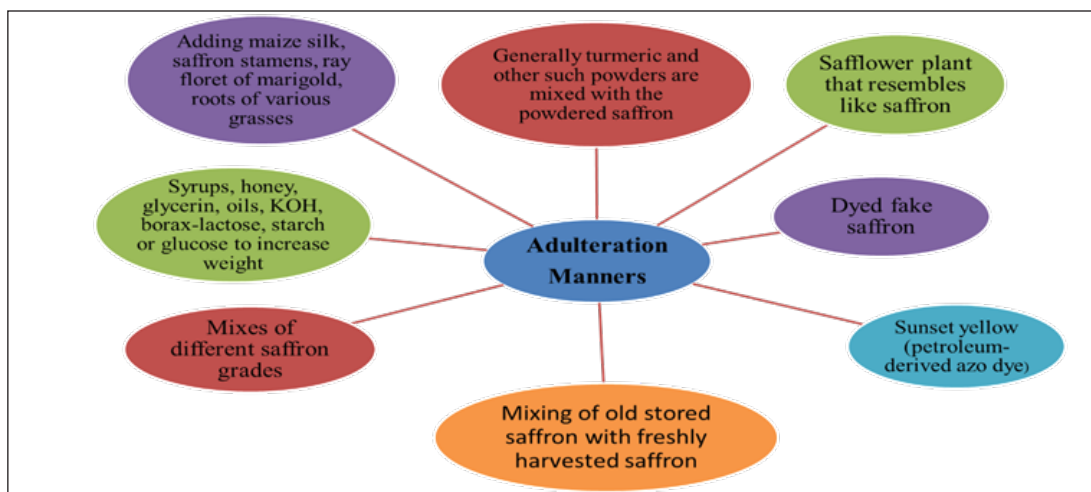 Adding maize silk,
saffron stamens, ray
floret of marigold,
roots of various
grasses
Generally turmeric and
other such powders are
mixed with the
powdered saffron
Safflower plant
that resembles
like saffron
Syrups, honey,
glycerin, oils, KOH,
borax-lactose, starch
or glucose to increase
weight
Dyed fake
saffron
Adulteration
Manners
Mixes of
different saffron
grades
Sunset yellow
(petroleum-
derived azo dye)
Mixing of old stored
saffron with freshly
harvested saffron